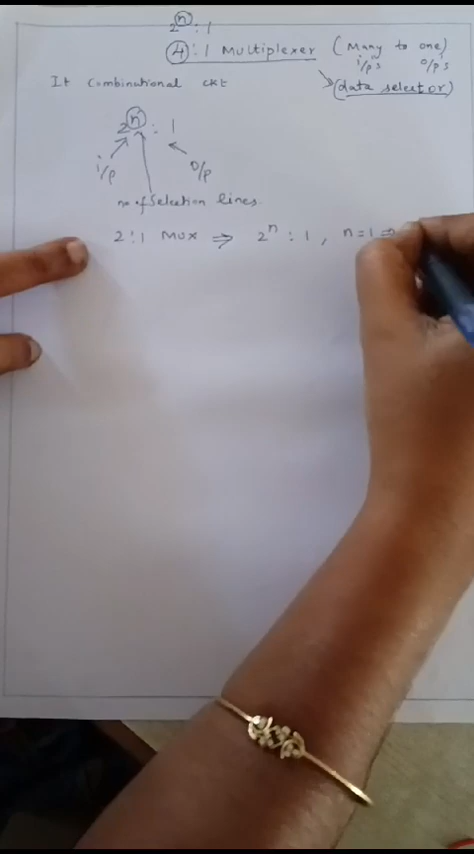 2ⁿ : 1
4 : 1 Multiplexer (Many to one)
i/p's o/p's
It Combinational ckt (data selector)
2ⁿ : 1
i/p o/p
no of Selection lines.
2 : 1 MUX ⇒ 2ⁿ : 1 , n = 1 ⇒